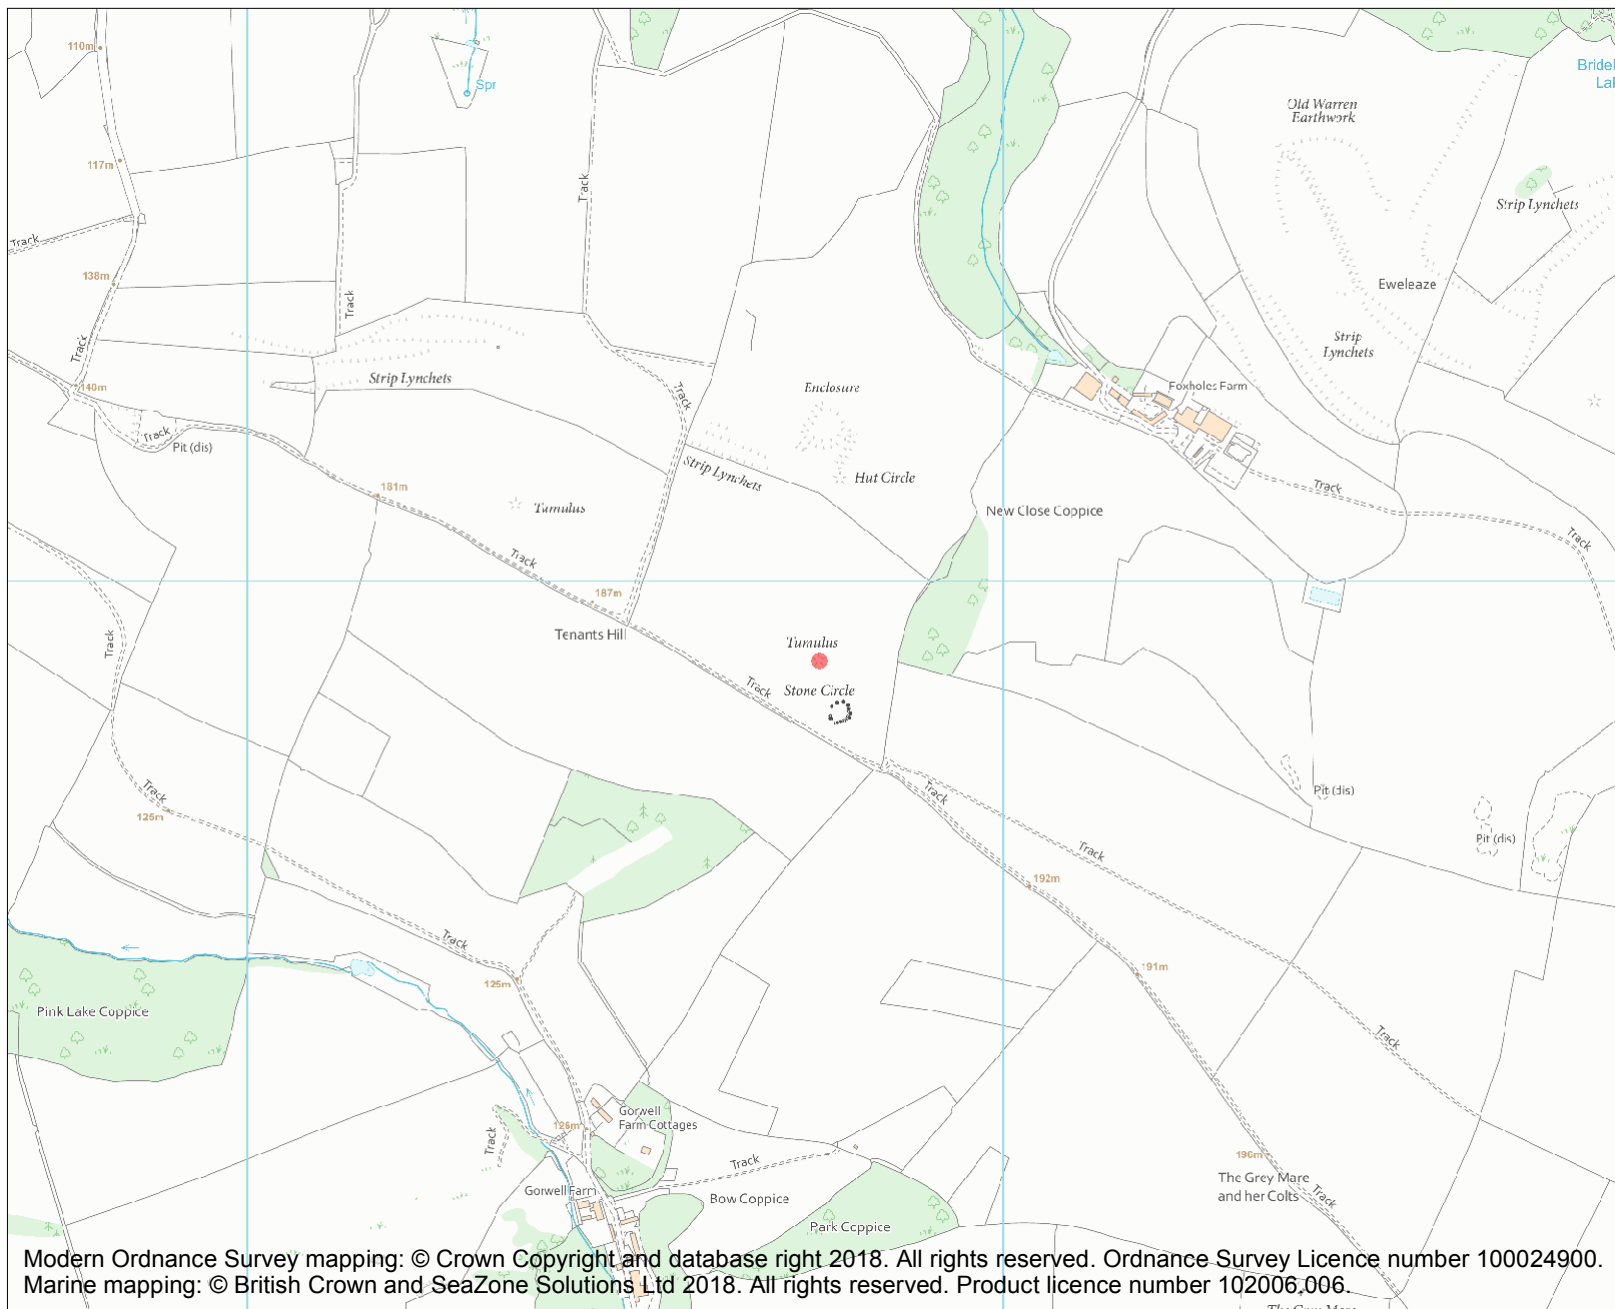 110m
Spr
Bridel
Lal
Old Warren
Earthwork
117m
Track
Strip Lynchets
Track
138m
Eweleaze
Track
Track
Strip
Lynchets
140m
Strip Lynchets
Enclosure
Foxholes Farm
Track
Track
Pit (dis)
Strip Lynchets
Hut Circle
181m
Track
Tumulus
New Close Coppice
Track
Track
187m
Tenants Hill
Tumulus
Track
Track
Stone Circle
Track
125m
Track
Pit (dis)
Pit (dis)
Track
192m
Track
191m
125m
Pink Lake Coppice
Track
Gorwell
Farm Cottages
126m
Track
Track
190m
The Grey Mare
and her Colts
Track
Gorwell Farm
Bow Coppice
Park Coppice
Modern Ordnance Survey mapping: © Crown Copyright and database right 2018. All rights reserved. Ordnance Survey Licence number 100024900.
Marine mapping: © British Crown and SeaZone Solutions Ltd 2018. All rights reserved. Product licence number 102006.006.
The Grey Mare